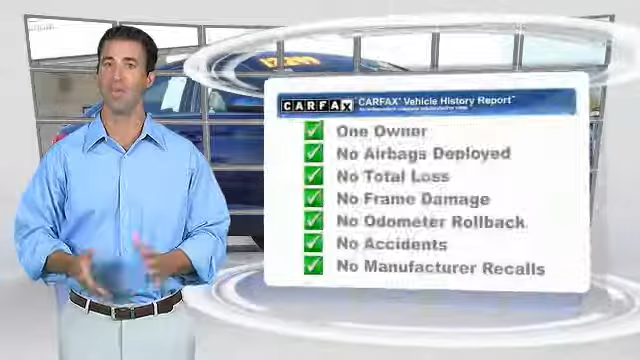 CARFAX CARFAX Vehicle History Report™
One Owner
No Airbags Deployed
No Total Loss
No Frame Damage
No Odometer Rollback
No Accidents
No Manufacturer Recalls